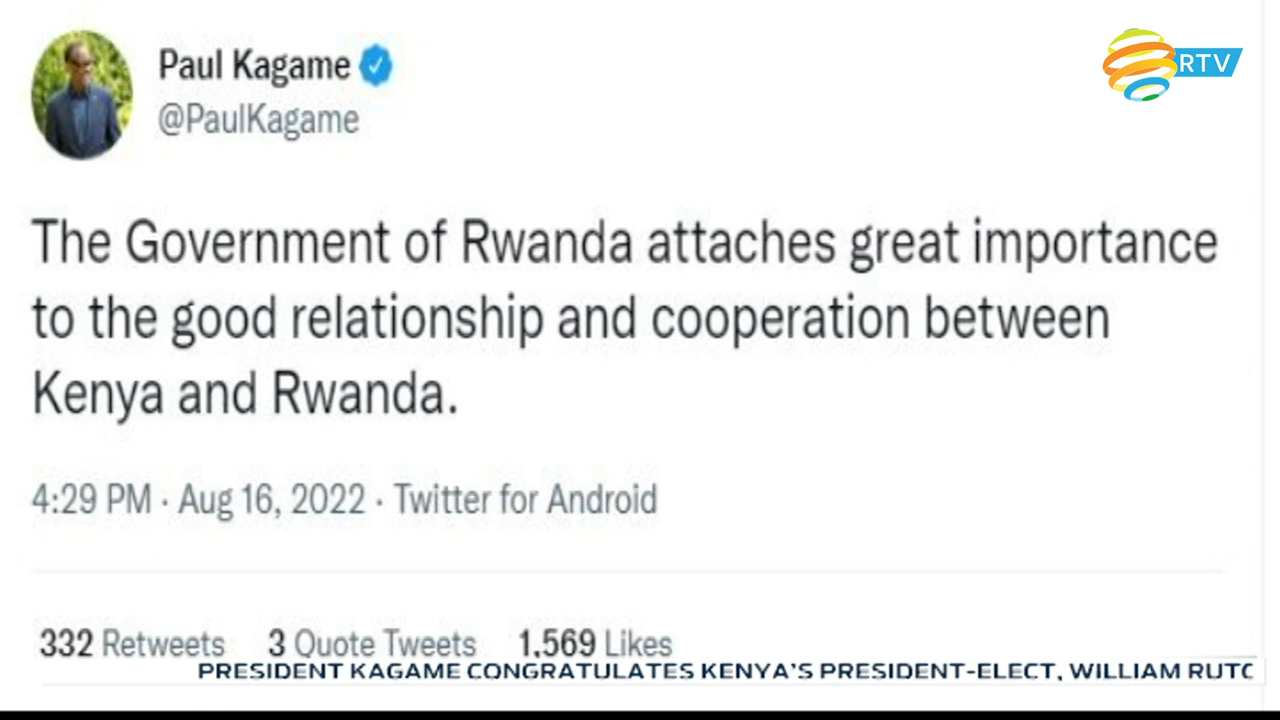 Paul Kagame
@PaulKagame
RTV
The Government of Rwanda attaches great importance
to the good relationship and cooperation between
Kenya and Rwanda.
4:29 PM · Aug 16, 2022 · Twitter for Android
332 Retweets 3 Quote Tweets 1,569 Likes
PRESIDENT KAGAME CONGRATULATES KENYA'S PRESIDENT-ELECT, WILLIAM RUTO